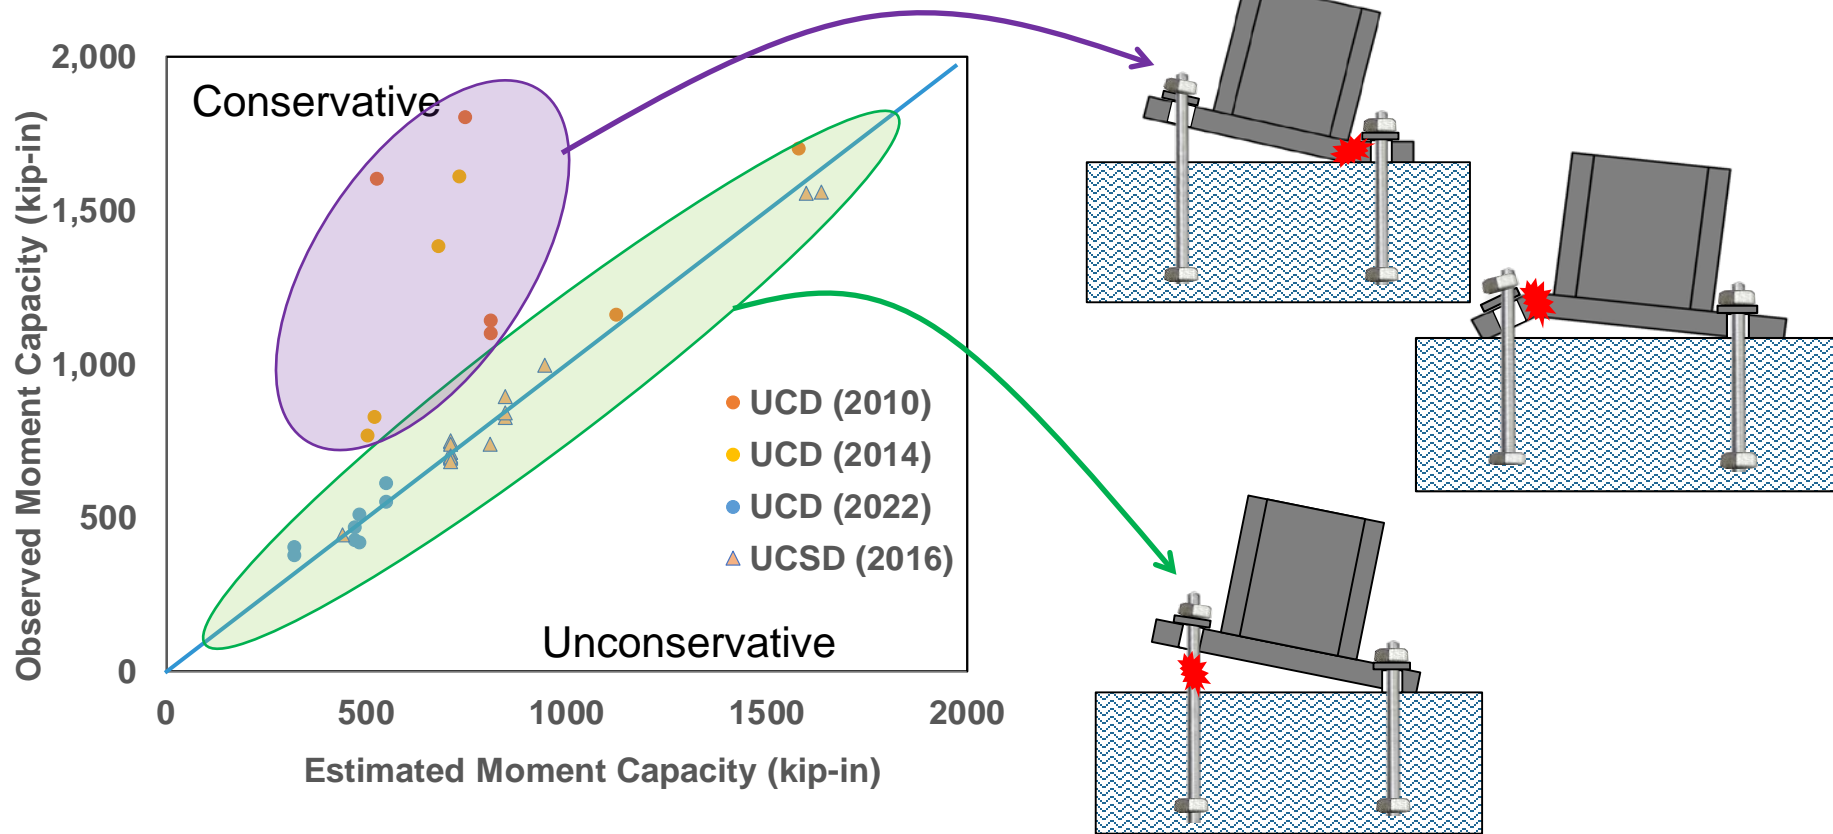 2,000
1,500
1,000
500
0
Observed Moment Capacity (kip-in)
Conservative
Unconservative
UCD (2010)
UCD (2014)
UCD (2022)
UCSD (2016)
0 500 1000 1500 2000
Estimated Moment Capacity (kip-in)